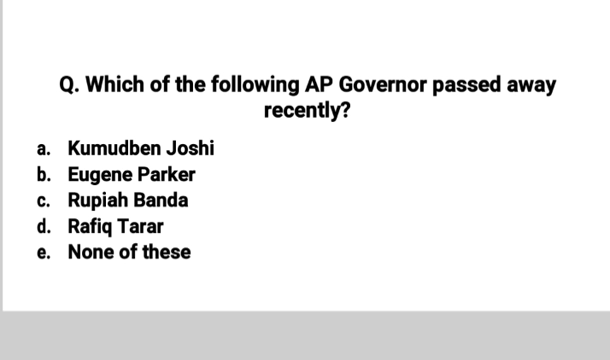 Q. Which of the following AP Governor passed away
recently?
a. Kumudben Joshi
b. Eugene Parker
c. Rupiah Banda
d. Rafiq Tarar
e. None of these